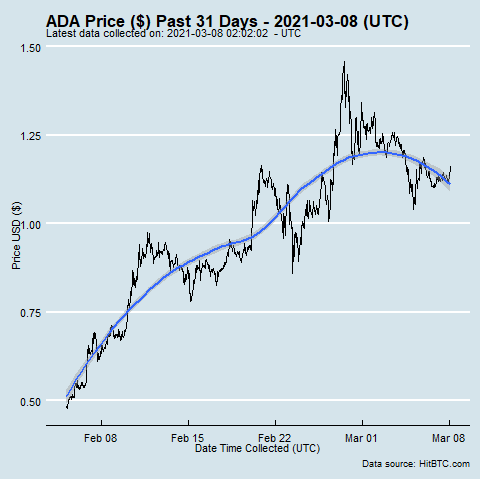 ADA Price ($) Past 31 Days - 2021-03-08 (UTC)
Latest data collected on: 2021-03-08 02:02:02 - UTC
1.50
1.25
1.00
0.75
0.50
Price USD ($)
Feb 08 Feb 15 Feb 22 Mar 01 Mar 08
Date Time Collected (UTC)
Data source: HitBTC.com